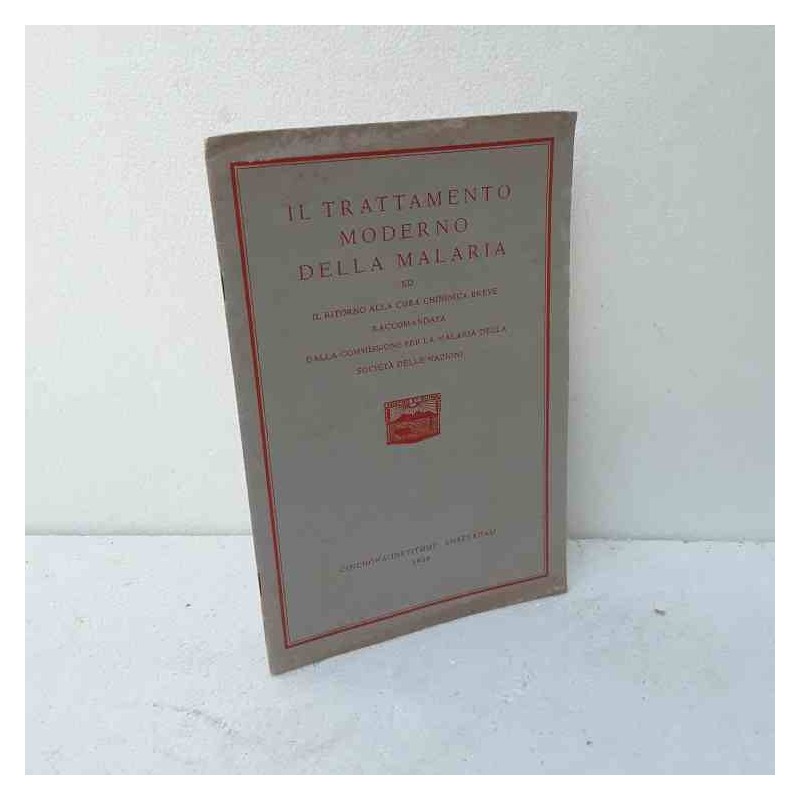 IL TRATTAMENTO
MODERNO
DELLA MALARIA
ED
IL RITORNO ALLA CURA CHININICA BREVE
RACCOMANDATA
DALLA COMMISSIONE PER LA MALARIA DELLA
SOCIETÀ DELLE NAZIONI
AMSTERDAM